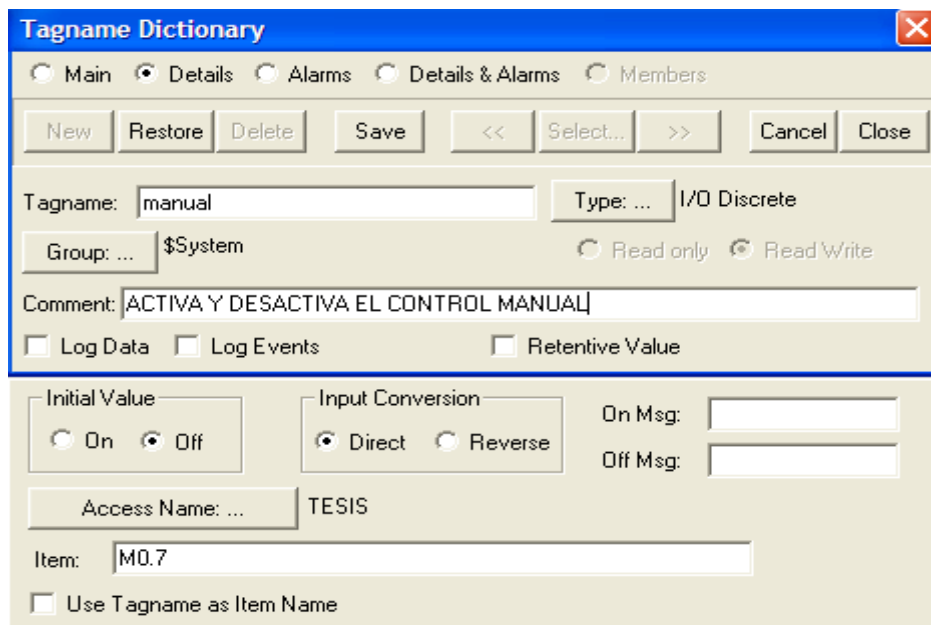 Tagname Dictionary
Main Details Alarms Details & Alarms Members
New Restore Delete Save << Select... >> Cancel Close
Tagname: manual Type: ... I/O Discrete
Group: ... $System Read only Read Write
Comment: ACTIVA Y DESACTIVA EL CONTROL MANUAL
Log Data Log Events Retentive Value
Initial Value Input Conversion On Msg:
On Off Direct Reverse
Off Msg:
Access Name: ... TESIS
Item: M0.7
Use Tagname as Item Name